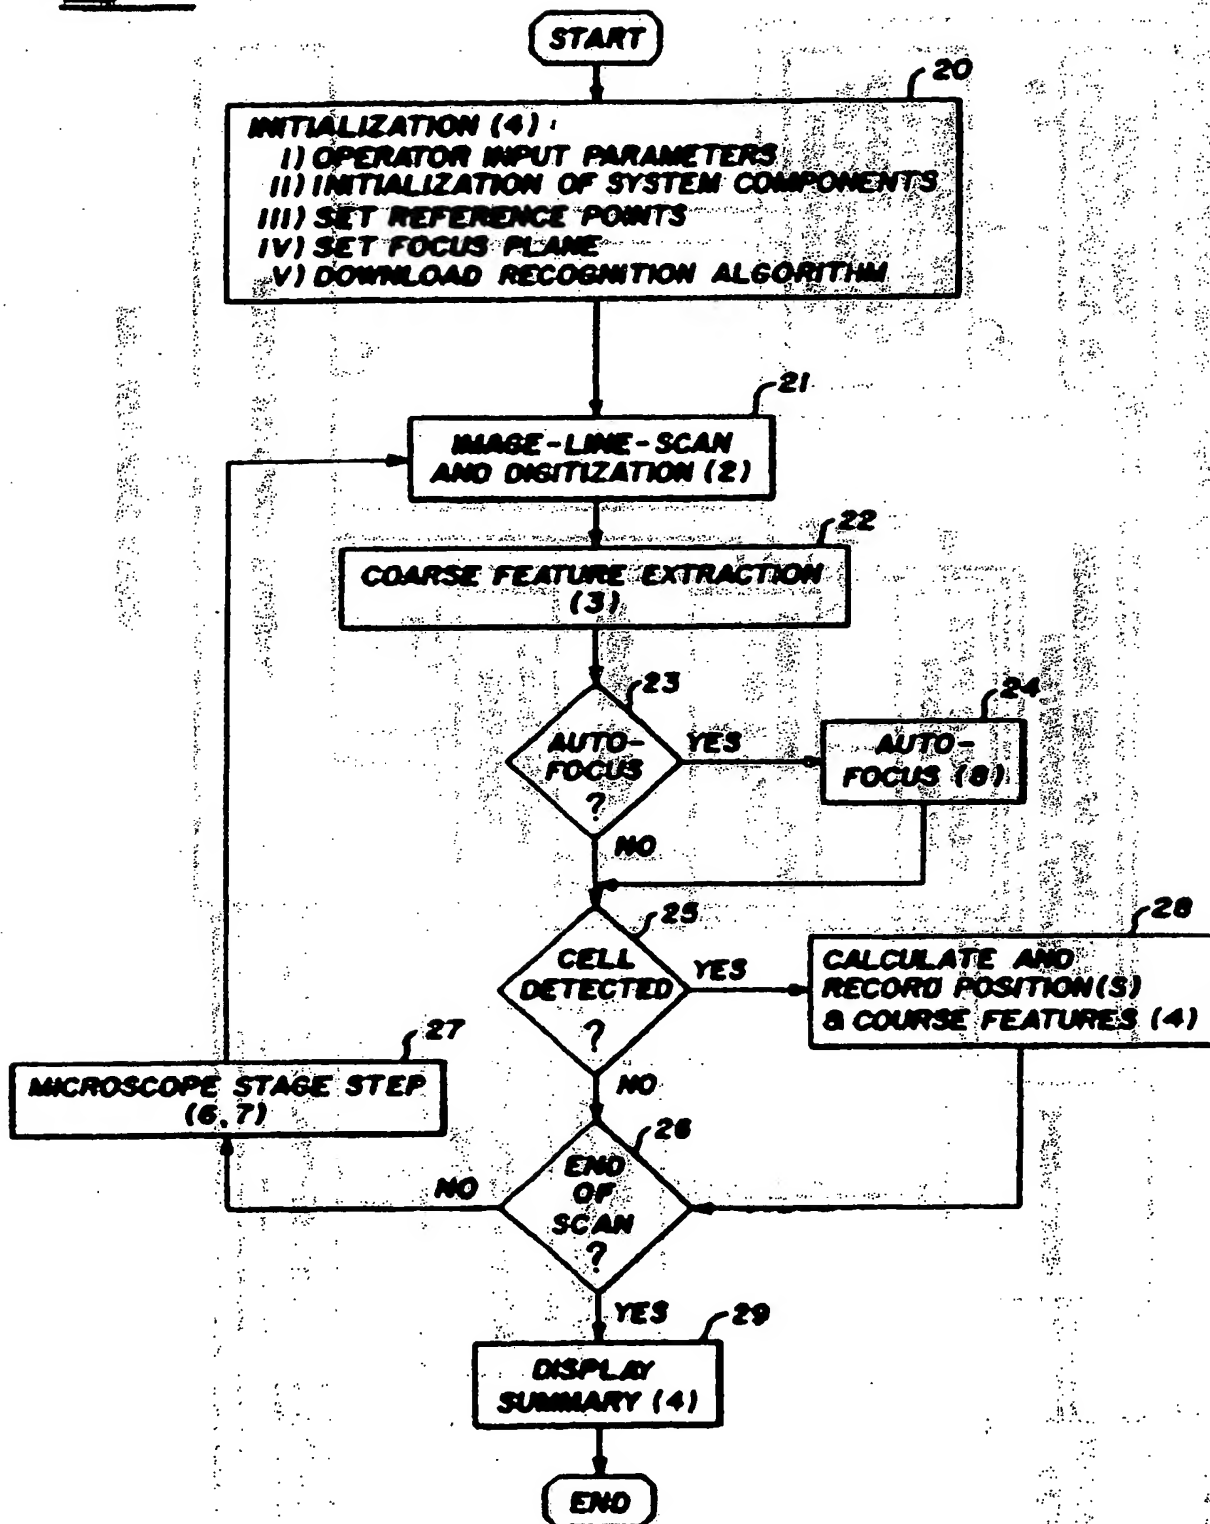 START
20
INITIALIZATION (4):
I) OPERATOR INPUT PARAMETERS
II) INITIALIZATION OF SYSTEM COMPONENTS
III) SET REFERENCE POINTS
IV) SET FOCUS PLANE
V) DOWNLOAD RECOGNITION ALGORITHM
21
IMAGE-LINE-SCAN
AND DIGITIZATION (2)
22
COARSE FEATURE EXTRACTION
(3)
23
AUTO-
FOCUS
?
YES
24
AUTO-
FOCUS (8)
NO
25
CELL
DETECTED
?
YES
28
CALCULATE AND
RECORD POSITION(S)
& COURSE FEATURES (4)
27
MICROSCOPE STAGE STEP
(6,7)
NO
26
END
OF
SCAN
?
NO
YES
29
DISPLAY
SUMMARY (4)
END